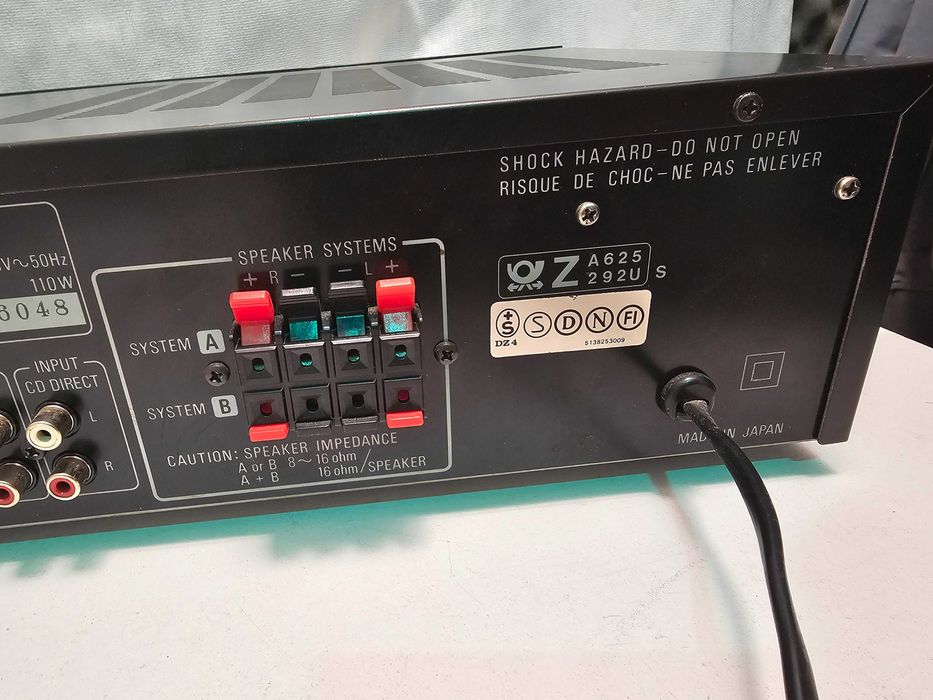 SHOCK HAZARD–DO NOT OPEN
RISQUE DE CHOC–NE PAS ENLEVER
V～50Hz
110W
6048
SPEAKER SYSTEMS
+ R − − L +
SYSTEM A
SYSTEM B
CAUTION: SPEAKER IMPEDANCE
A or B 8～16 ohm
A + B 16 ohm/SPEAKER
INPUT
CD DIRECT
L
R
Z A625
292U S
+S S D N FI
DZ4 5138253009
MADE IN JAPAN